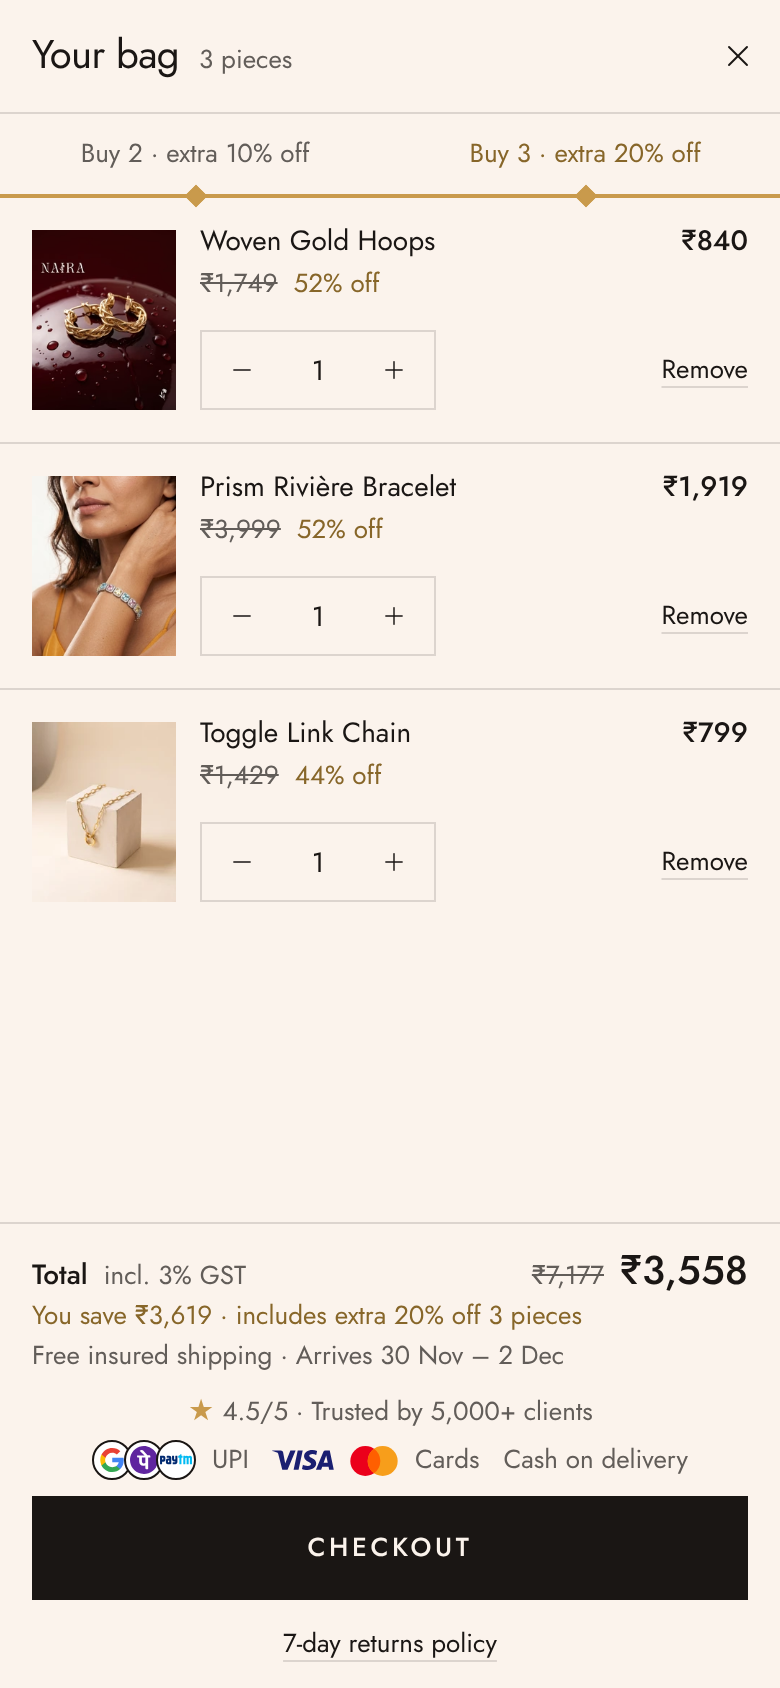 Your bag 3 pieces
Buy 2 · extra 10% off Buy 3 · extra 20% off
NAIRA
Woven Gold Hoops ₹840
₹1,749 52% off
− 1 + Remove
Prism Rivière Bracelet ₹1,919
₹3,999 52% off
− 1 + Remove
Toggle Link Chain ₹799
₹1,429 44% off
− 1 + Remove
Total incl. 3% GST ₹7,177 ₹3,558
You save ₹3,619 · includes extra 20% off 3 pieces
Free insured shipping · Arrives 30 Nov – 2 Dec
★ 4.5/5 · Trusted by 5,000+ clients
G पे paytm UPI VISA Cards Cash on delivery
CHECKOUT
7-day returns policy